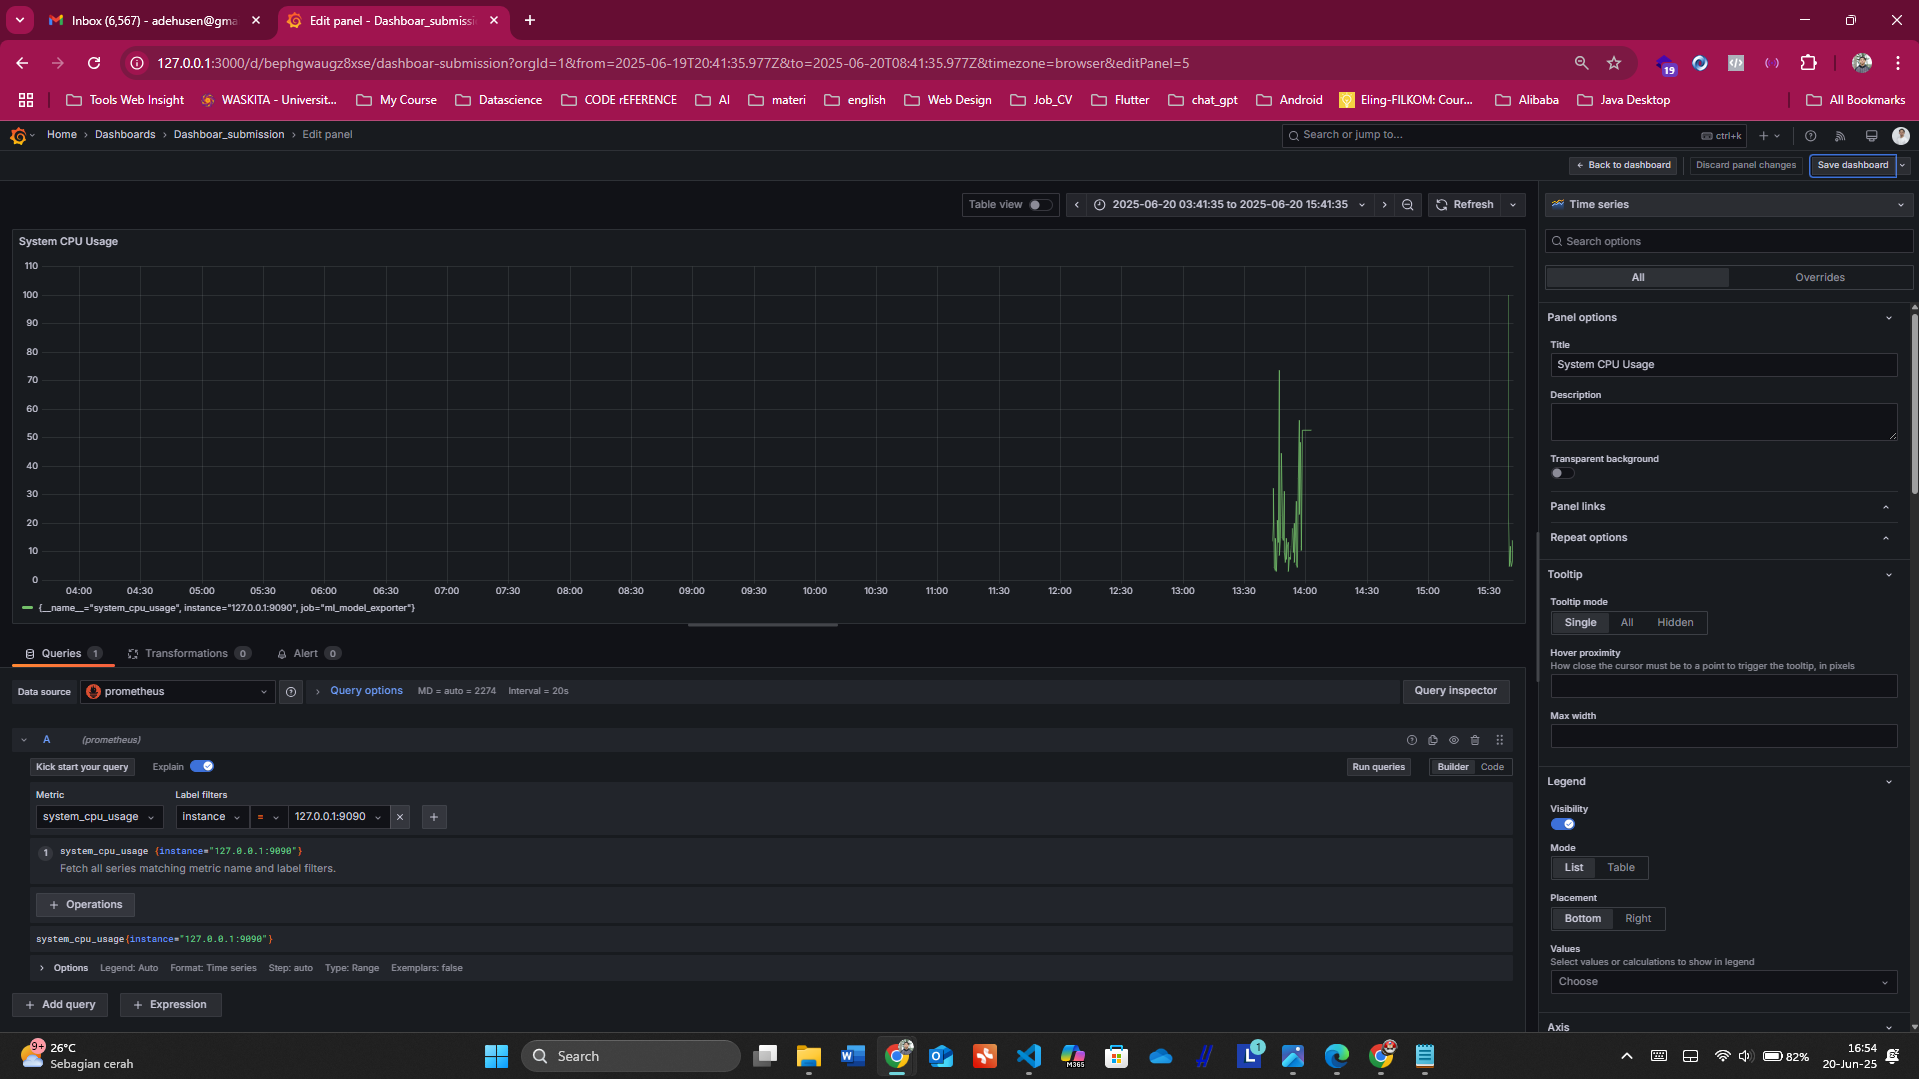 Inbox (6,567) - adehusen@gma
Edit panel - Dashboar_submissi
127.0.0.1:3000/d/bephgwaugz8xse/dashboar-submission?orgId=1&from=2025-06-19T20:41:35.977Z&to=2025-06-20T08:41:35.977Z&timezone=browser&editPanel=5
19
Tools Web Insight
WASKITA - Universit...
My Course
Datascience
CODE rEFERENCE
AI
materi
english
Web Design
Job_CV
Flutter
chat_gpt
Android
Eling-FILKOM: Cour...
Alibaba
Java Desktop
All Bookmarks
Home › Dashboards › Dashboar_submission › Edit panel
Search or jump to...
ctrl+k
Back to dashboard
Discard panel changes
Save dashboard
Table view
2025-06-20 03:41:35 to 2025-06-20 15:41:35
Refresh
System CPU Usage
110
100
90
80
70
60
50
40
30
20
10
0
04:00 04:30 05:00 05:30 06:00 06:30 07:00 07:30 08:00 08:30 09:00 09:30 10:00 10:30 11:00 11:30 12:00 12:30 13:00 13:30 14:00 14:30 15:00 15:30
{__name__="system_cpu_usage", instance="127.0.0.1:9090", job="ml_model_exporter"}
Queries 1
Transformations 0
Alert 0
Data source
prometheus
Query options
MD = auto = 2274
Interval = 20s
Query inspector
A
(prometheus)
Kick start your query
Explain
Run queries
Builder
Code
Metric
Label filters
system_cpu_usage
instance
=
127.0.0.1:9090
1
system_cpu_usage {instance="127.0.0.1:9090"}
Fetch all series matching metric name and label filters.
+ Operations
system_cpu_usage{instance="127.0.0.1:9090"}
Options
Legend: Auto
Format: Time series
Step: auto
Type: Range
Exemplars: false
+ Add query
+ Expression
Time series
Search options
All
Overrides
Panel options
Title
System CPU Usage
Description
Transparent background
Panel links
Repeat options
Tooltip
Tooltip mode
Single
All
Hidden
Hover proximity
How close the cursor must be to a point to trigger the tooltip, in pixels
Max width
Legend
Visibility
Mode
List
Table
Placement
Bottom
Right
Values
Select values or calculations to show in legend
Choose
Axis
9+
26°C
Sebagian cerah
Search
M365
1
82%
16:54
20-Jun-25